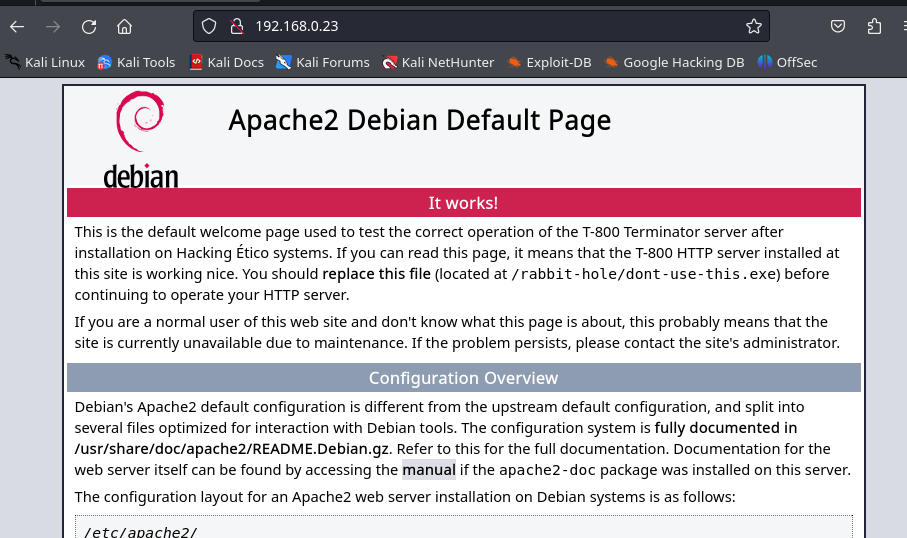 192.168.0.23
Kali Linux Kali Tools Kali Docs Kali Forums Kali NetHunter Exploit-DB Google Hacking DB OffSec
Apache2 Debian Default Page
debian
It works!
This is the default welcome page used to test the correct operation of the T-800 Terminator server after
installation on Hacking Ético systems. If you can read this page, it means that the T-800 HTTP server installed at
this site is working nice. You should replace this file (located at /rabbit-hole/dont-use-this.exe) before
continuing to operate your HTTP server.
If you are a normal user of this web site and don't know what this page is about, this probably means that the
site is currently unavailable due to maintenance. If the problem persists, please contact the site's administrator.
Configuration Overview
Debian's Apache2 default configuration is different from the upstream default configuration, and split into
several files optimized for interaction with Debian tools. The configuration system is fully documented in
/usr/share/doc/apache2/README.Debian.gz. Refer to this for the full documentation. Documentation for the
web server itself can be found by accessing the manual if the apache2-doc package was installed on this server.
The configuration layout for an Apache2 web server installation on Debian systems is as follows:
/etc/apache2/